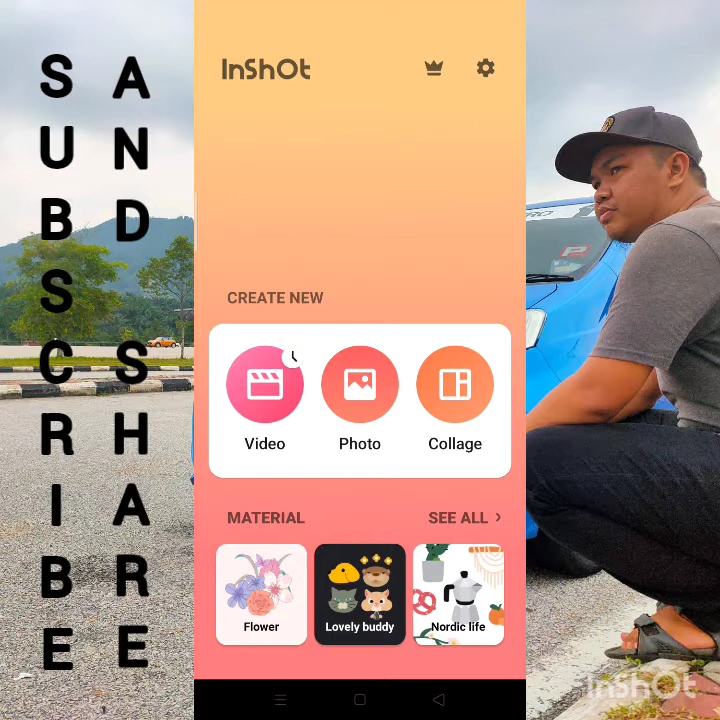 SUBSCRIBE
AND SHARE
InShOt
CREATE NEW
Video
Photo
Collage
MATERIAL
SEE ALL >
Flower
Lovely buddy
Nordic life
InShOt